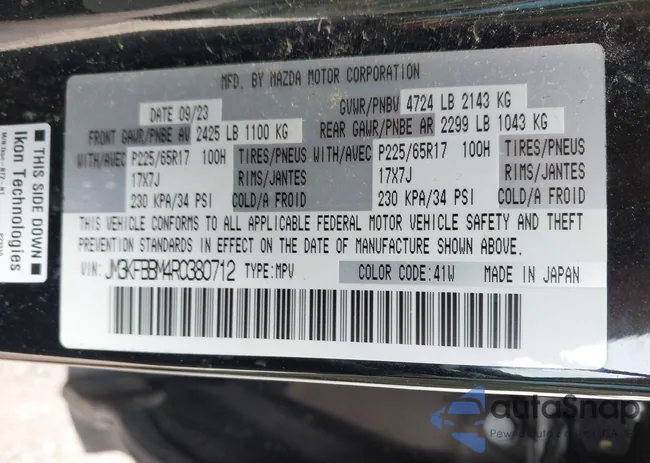 MFD. BY MAZDA MOTOR CORPORATION
DATE 09/23
GVWR/PNBV 4724 LB 2143 KG
FRONT GAWR/PNBE AV 2425 LB 1100 KG
REAR GAWR/PNBE AR 2299 LB 1043 KG
WITH/AVEC P225/65R17 100H TIRES/PNEUS WITH/AVEC P225/65R17 100H TIRES/PNEUS
17X7J RIMS/JANTES 17X7J RIMS/JANTES
230 KPA/34 PSI COLD/A FROID 230 KPA/34 PSI COLD/A FROID
THIS VEHICLE CONFORMS TO ALL APPLICABLE FEDERAL MOTOR VEHICLE SAFETY AND THEFT
PREVENTION STANDARDS IN EFFECT ON THE DATE OF MANUFACTURE SHOWN ABOVE.
VIN: JM3KFBBM4R0380712 TYPE:MPV COLOR CODE:41W MADE IN JAPAN
THIS SIDE DOWN
Ikon Technologies
autoSnap